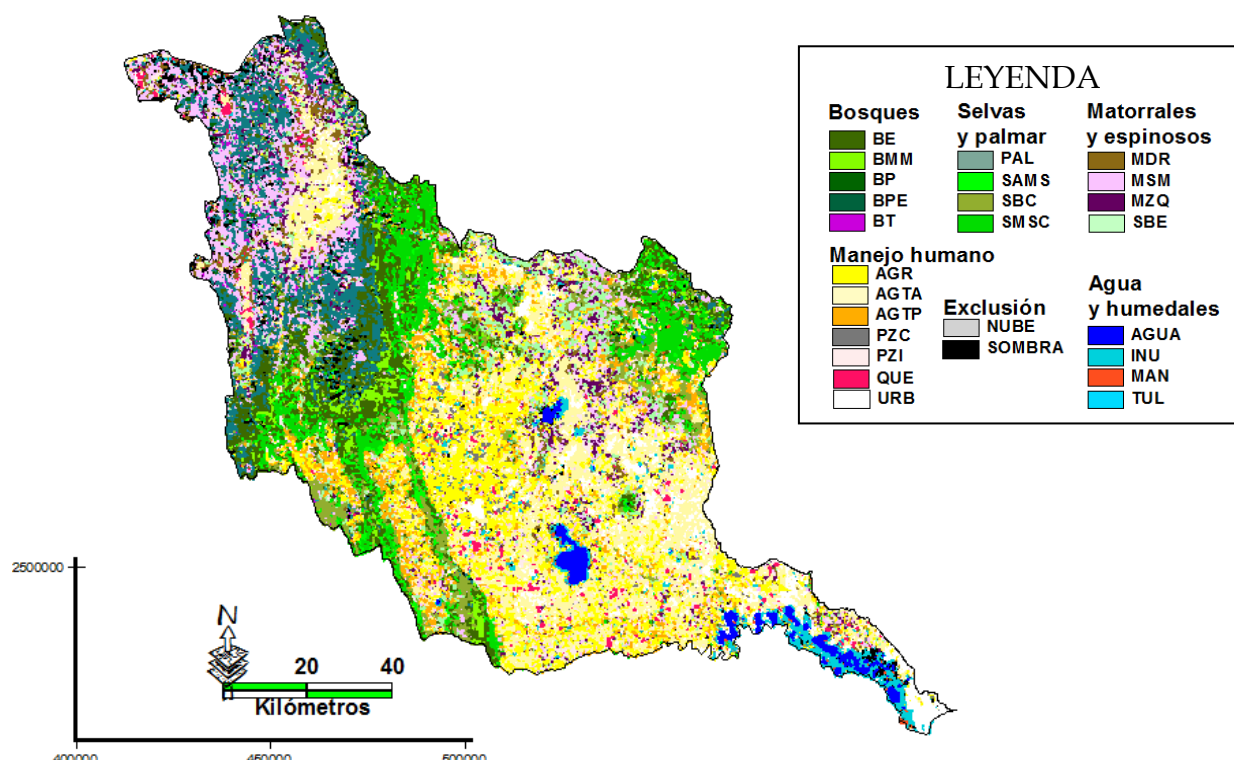 LEYENDA
Bosques
BE
BMM
BP
BPE
BT
Selvas
y palmar
PAL
SAMS
SBC
SMSC
Matorrales
y espinosos
MDR
MSM
MZQ
SBE
Manejo humano
AGR
AGTA
AGTP
PZC
PZI
QUE
URB
Exclusión
NUBE
SOMBRA
Agua
y humedales
AGUA
INU
MAN
TUL
2500000
N
20 40
Kilómetros
400000 450000 500000